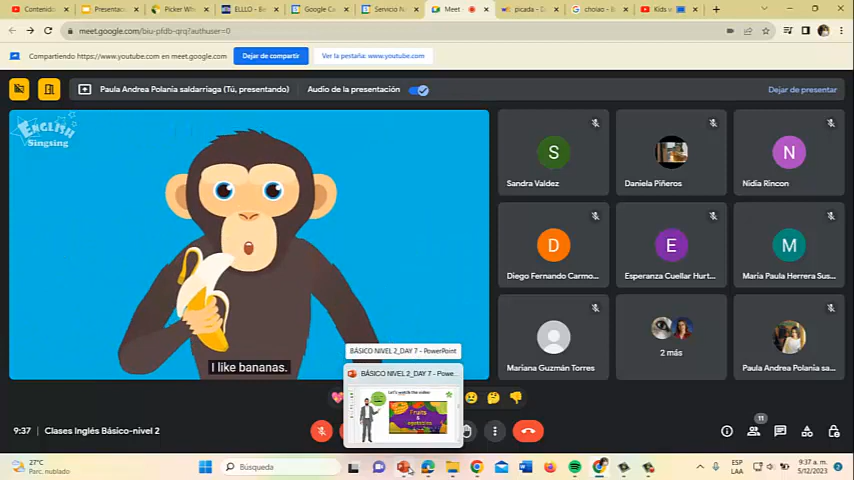 Contenido
Presentac
Picker Wh
ELLLO - B
Google C
Servicio N
Meet
picada - D
choiao - G
Kids v
meet.google.com/biu-pfdb-qrq?authuser=0
Compartiendo https://www.youtube.com en meet.google.com
Dejar de compartir
Ver la pestaña: www.youtube.com
Paula Andrea Polania saldarriaga (Tú, presentando)
Audio de la presentación
Dejar de presentar
ENGLISH
Singsing
S
Sandra Valdez
Daniela Piñeros
N
Nidia Rincon
D
Diego Fernando Carmo...
E
Esperanza Cuellar Hurt...
M
María Paula Herrera Sus...
Mariana Guzmán Torres
2 más
Paula Andrea Polania sa...
I like bananas.
BÁSICO NIVEL 2_DAY 7 - PowerPoint
BÁSICO NIVEL 2_DAY 7 - Powe...
Let's watch the video
Fruits
&
vegetables
9:37
Clases Inglés Básico-nivel 2
11
27°C
Parc. nublado
Búsqueda
ESP
LAA
9:37 a. m.
5/12/2023